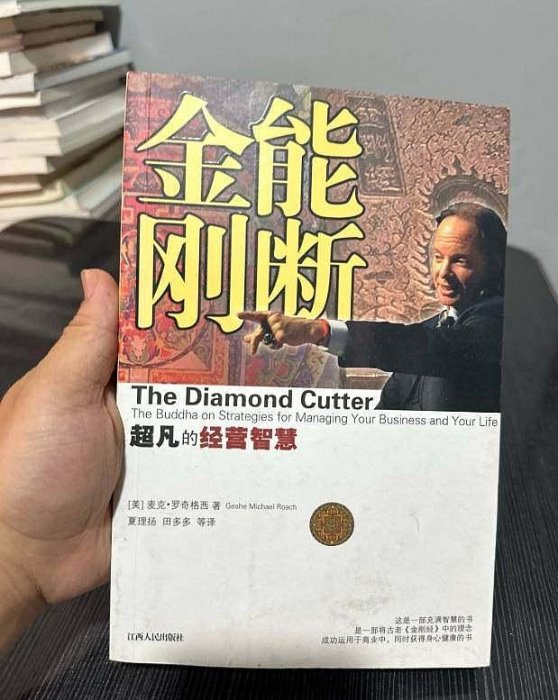 金能
刚断
The Diamond Cutter
The Buddha on Strategies for Managing Your Business and Your Life
超凡的经营智慧
[美] 麦克·罗奇格西 著 Geshe Michael Roach
夏理扬 田多多 等译
这是一部充满智慧的书
是一部将古老《金刚经》中的理念
成功运用于商业中，同时获得身心健康的书
江西人民出版社